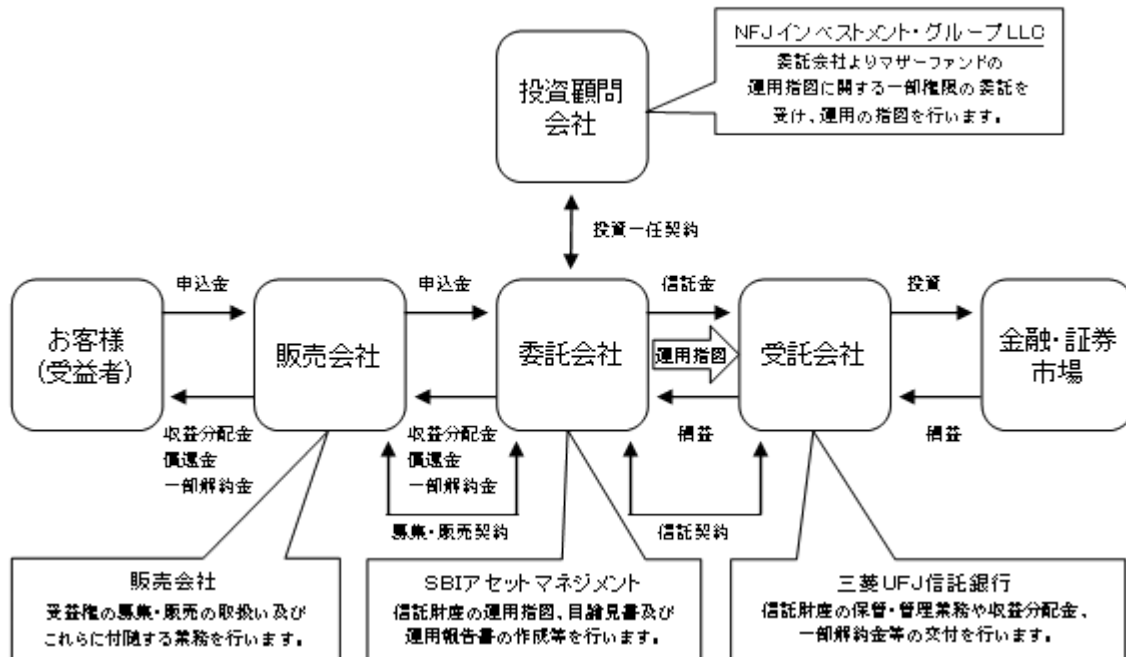 NFJインベストメント・グループLLC
委託会社よりマザーファンドの
運用指図に関する一部権限の委託を
受け、運用の指図を行います。
投資顧問
会社
投資一任契約
申込金
申込金
信託金
投資
お客様
(受益者)
販売会社
委託会社
運用指図
受託会社
金融・証券
市場
収益分配金
償還金
一部解約金
収益分配金
償還金
一部解約金
損益
損益
募集・販売契約
信託契約
販売会社
受益権の募集・販売の取扱い及び
これらに付随する業務を行います。
SBIアセットマネジメント
信託財産の運用指図、目論見書及び
運用報告書の作成等を行います。
三菱UFJ信託銀行
信託財産の保管・管理業務や収益分配金、
一部解約金等の交付を行います。